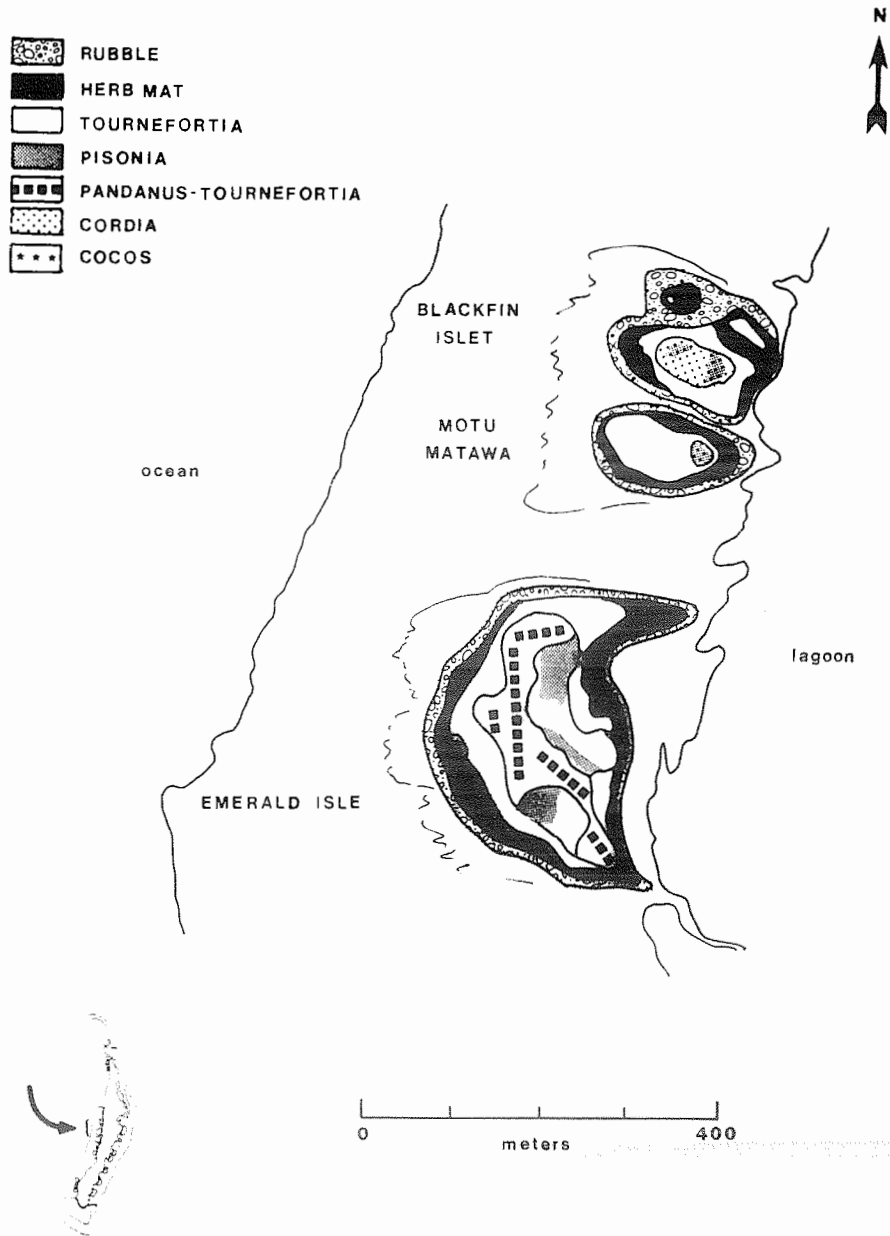 N
RUBBLE
HERB MAT
TOURNEFORTIA
PISONIA
PANDANUS-TOURNEFORTIA
CORDIA
COCOS
BLACKFIN
ISLET
MOTU
MATAWA
ocean
lagoon
EMERALD ISLE
0
400
meters